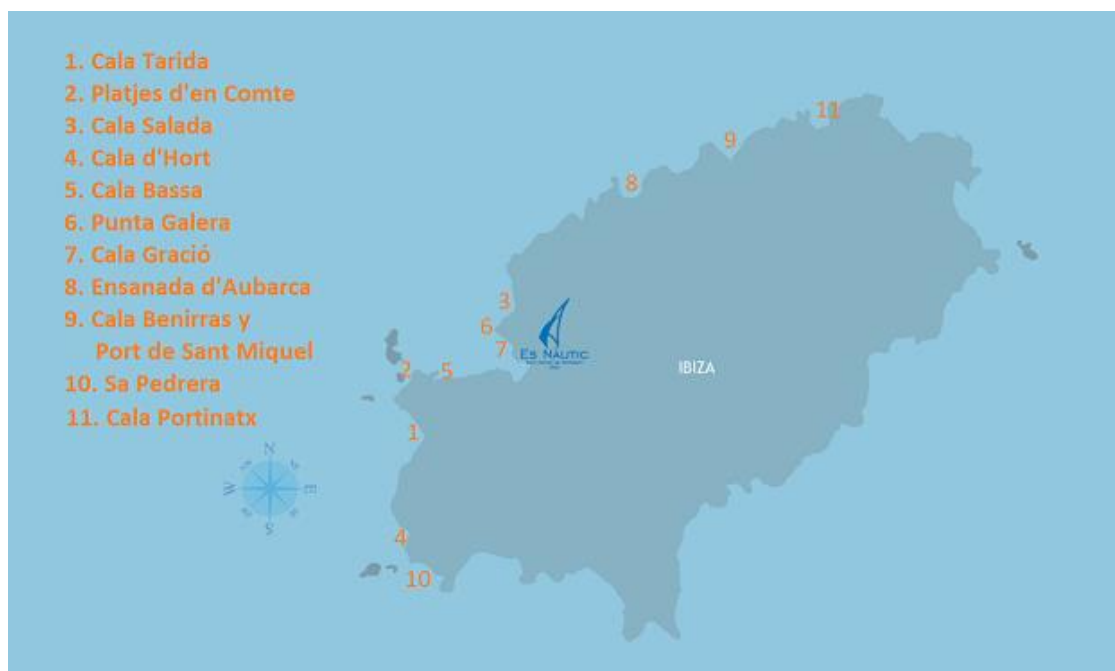 1. Cala Tarida
2. Platjes d'en Comte
3. Cala Salada
4. Cala d'Hort
5. Cala Bassa
6. Punta Galera
7. Cala Gració
8. Ensanada d'Aubarca
9. Cala Benirras y
Port de Sant Miquel
10. Sa Pedrera
11. Cala Portinatx
11
9
8
3
6
7
ES NÀUTIC
IBIZA
2
5
1
N
W
E
S
4
10